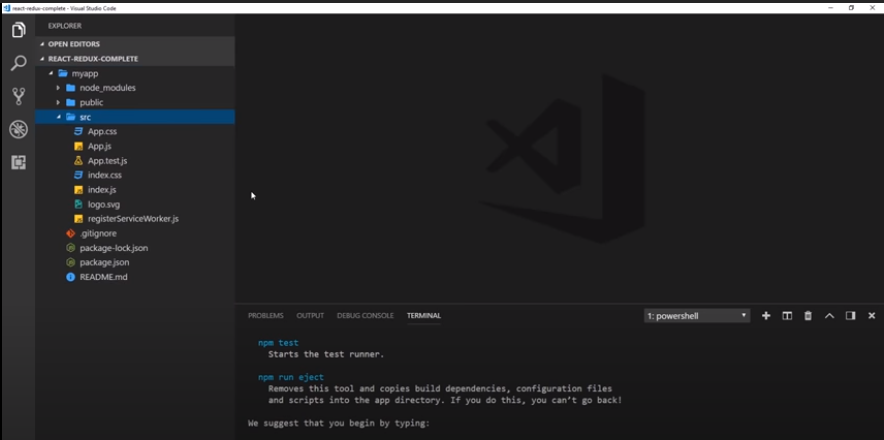 react-redux-complete - Visual Studio Code
EXPLORER
OPEN EDITORS
REACT-REDUX-COMPLETE
myapp
node_modules
public
src
App.css
App.js
App.test.js
index.css
index.js
logo.svg
registerServiceWorker.js
.gitignore
package-lock.json
package.json
README.md
PROBLEMS OUTPUT DEBUG CONSOLE TERMINAL 1: powershell
npm test
Starts the test runner.
npm run eject
Removes this tool and copies build dependencies, configuration files
and scripts into the app directory. If you do this, you can't go back!
We suggest that you begin by typing: